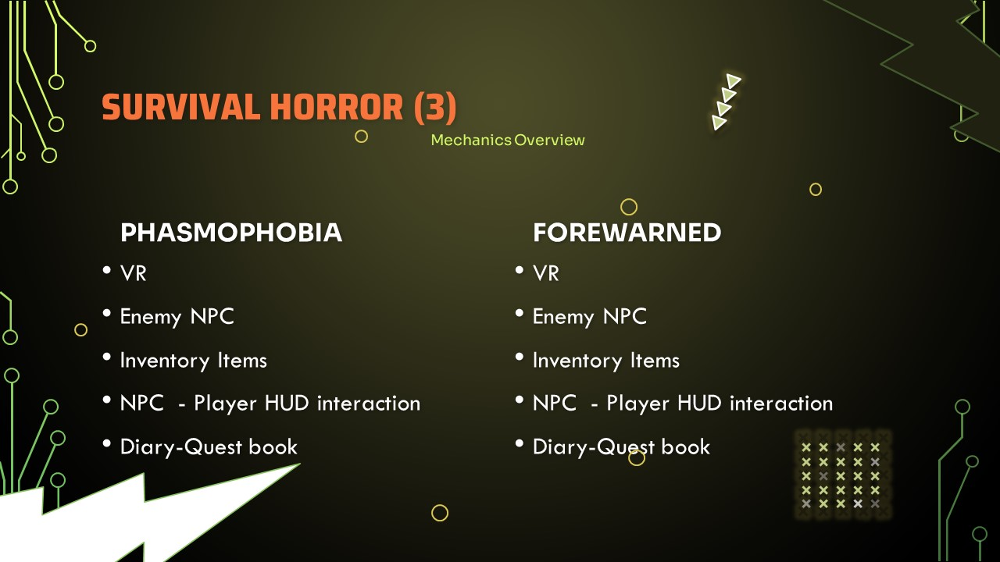 SURVIVAL HORROR (3)
Mechanics Overview
PHASMOPHOBIA
• VR
• Enemy NPC
• Inventory Items
• NPC - Player HUD interaction
• Diary-Quest book
FOREWARNED
• VR
• Enemy NPC
• Inventory Items
• NPC - Player HUD interaction
• Diary-Quest book